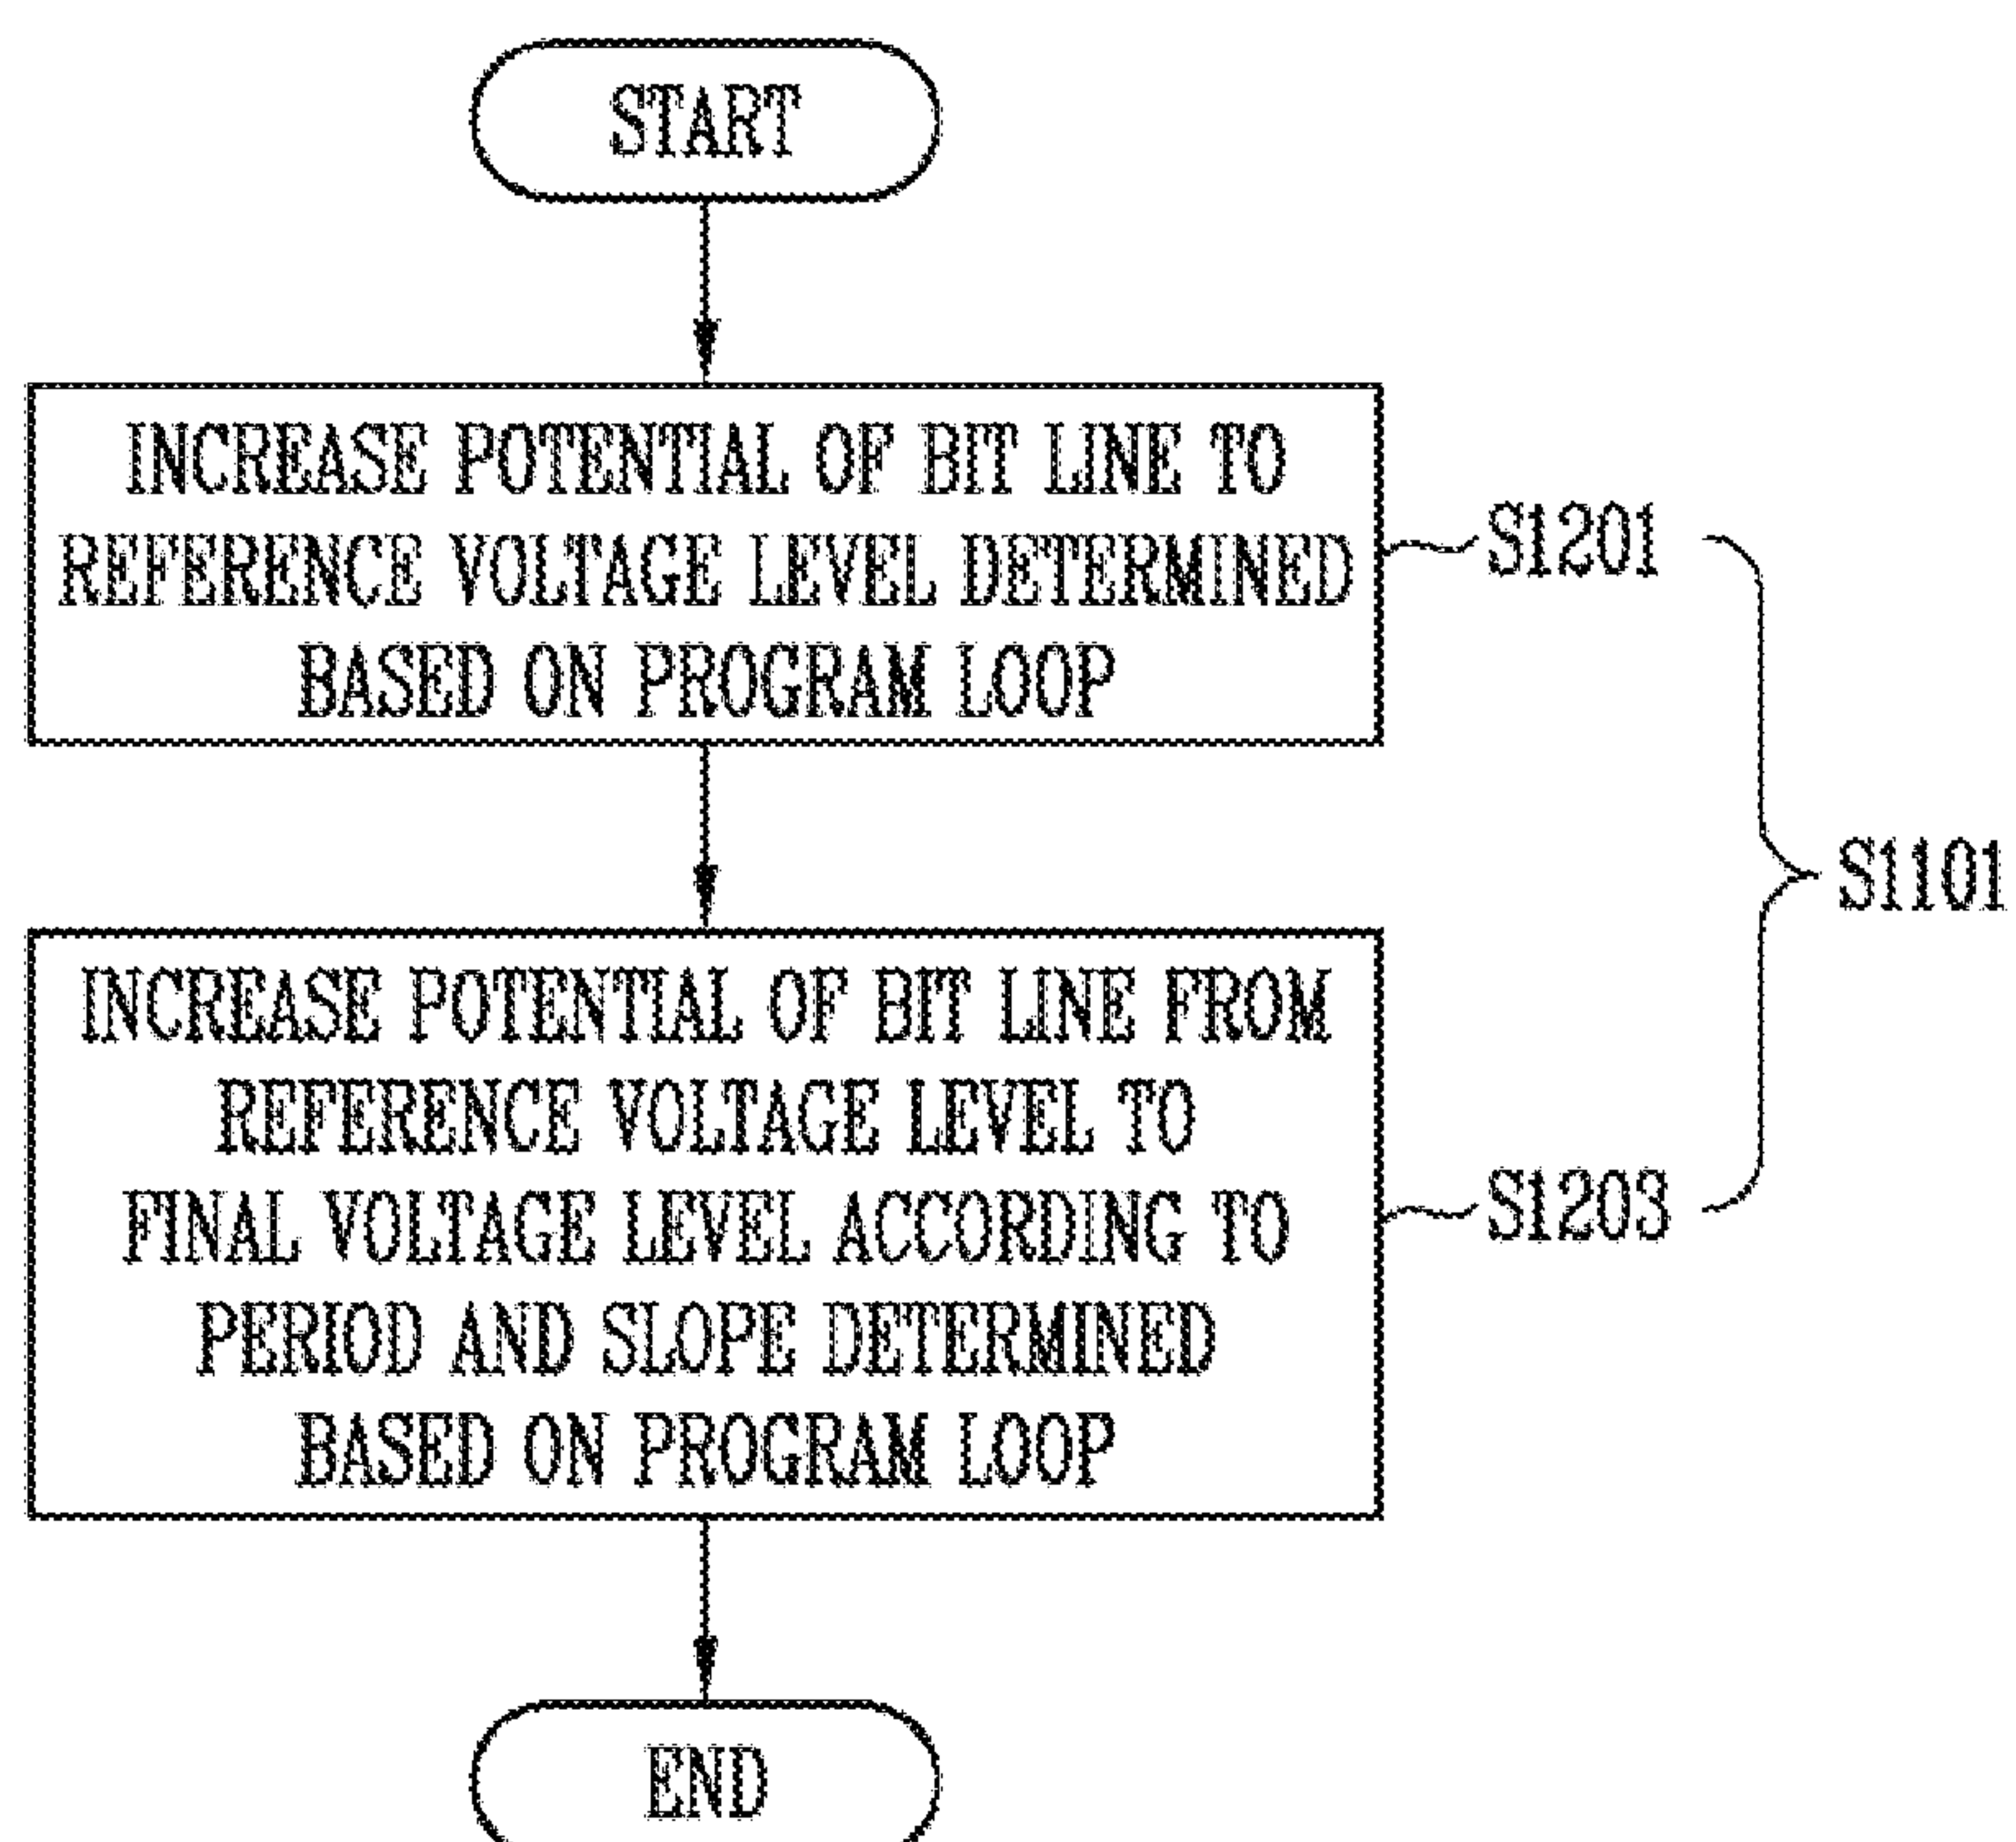 START
INCREASE POTENTIAL OF BIT LINE TO
REFERENCE VOLTAGE LEVEL DETERMINED
BASED ON PROGRAM LOOP
S1201
S1101
INCREASE POTENTIAL OF BIT LINE FROM
REFERENCE VOLTAGE LEVEL TO
FINAL VOLTAGE LEVEL ACCORDING TO
PERIOD AND SLOPE DETERMINED
BASED ON PROGRAM LOOP
S1203
END